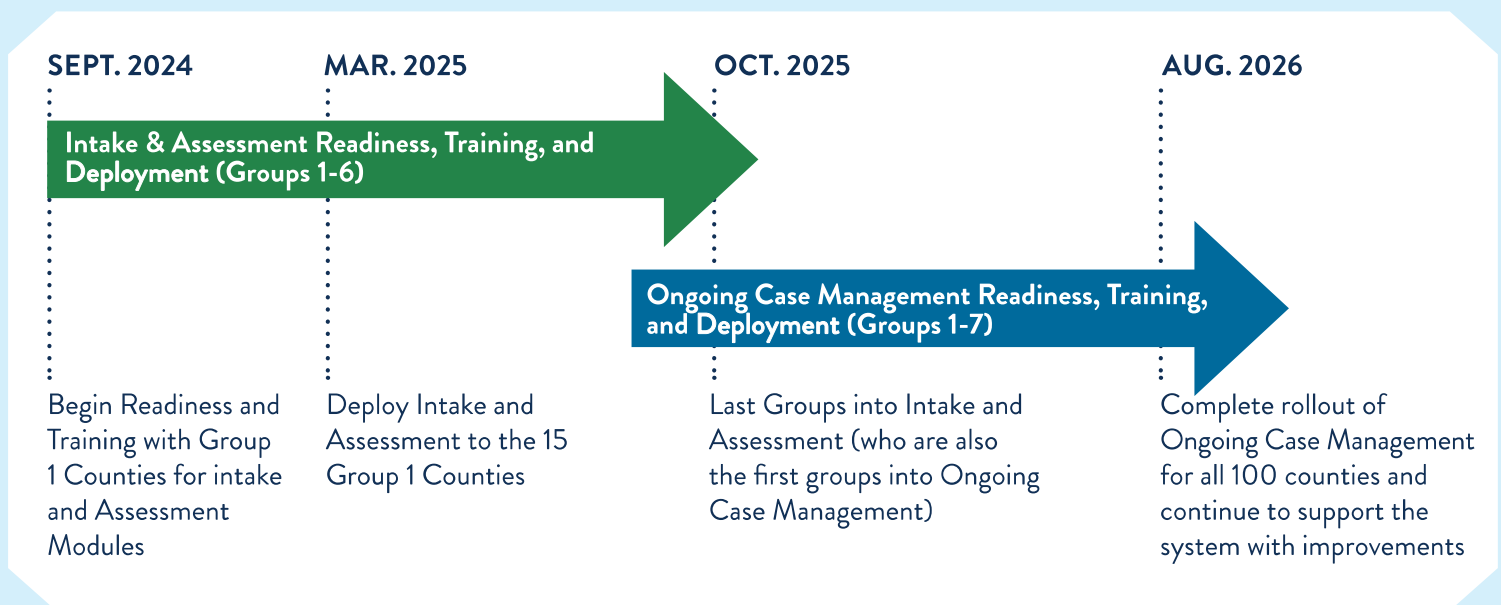 SEPT. 2024
MAR. 2025
OCT. 2025
AUG. 2026
Intake & Assessment Readiness, Training, and
Deployment (Groups 1-6)
Ongoing Case Management Readiness, Training,
and Deployment (Groups 1-7)
Begin Readiness and
Training with Group
1 Counties for intake
and Assessment
Modules
Deploy Intake and
Assessment to the 15
Group 1 Counties
Last Groups into Intake and
Assessment (who are also
the first groups into Ongoing
Case Management)
Complete rollout of
Ongoing Case Management
for all 100 counties and
continue to support the
system with improvements